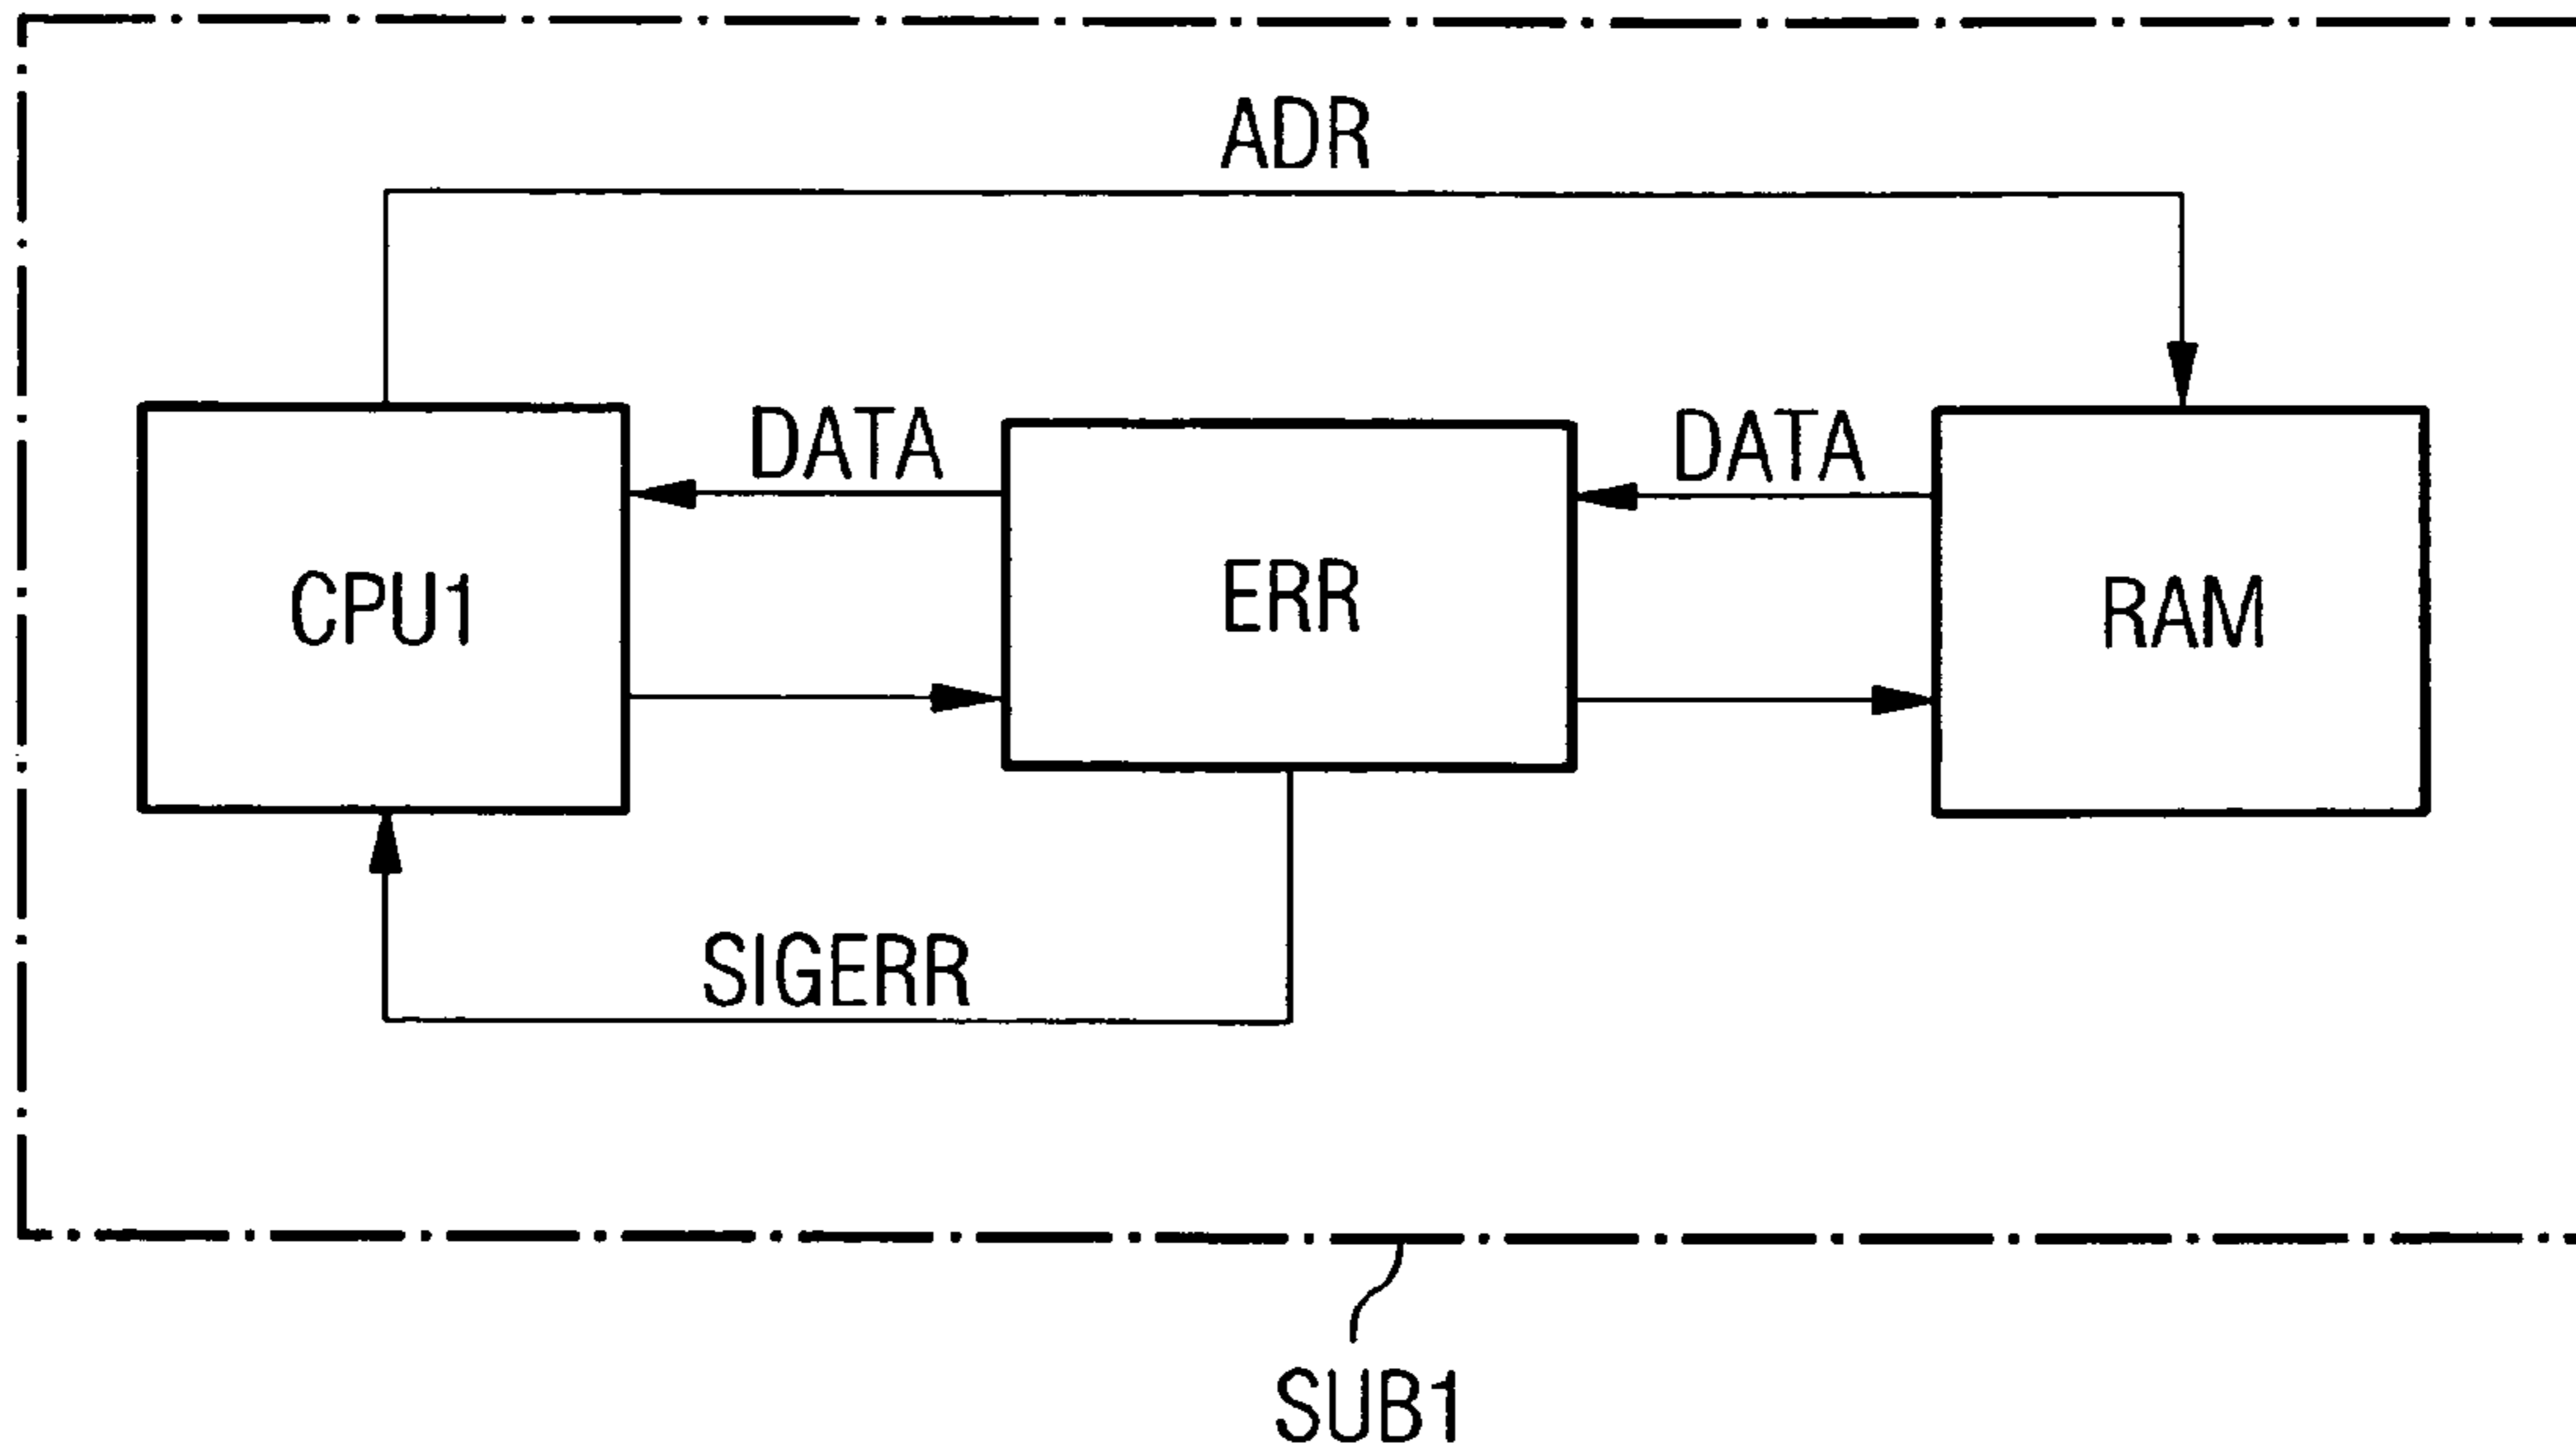 ADR
DATA
DATA
CPU1
ERR
RAM
SIGERR
SUB1